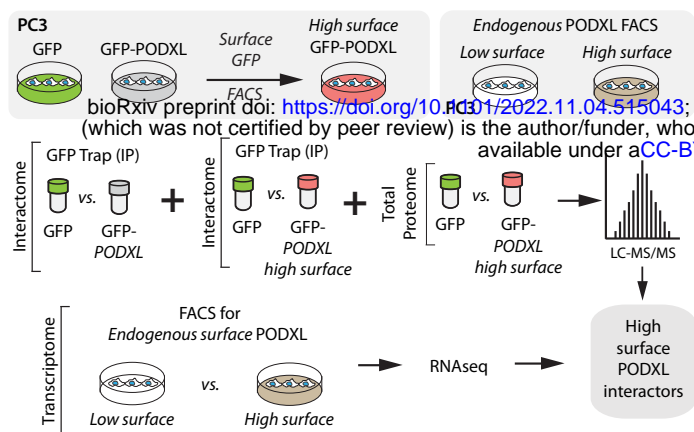 PC3
GFP
GFP-PODXL
Surface
GFP
FACS
High surface
GFP-PODXL
Endogenous PODXL FACS
Low surface
High surface
PC3
bioRxiv preprint doi: https://doi.org/10.1101/2022.11.04.515043;
(which was not certified by peer review) is the author/funder, who
available under aCC-B
Interactome
GFP Trap (IP)
vs.
GFP
GFP-
PODXL
+
Interactome
GFP Trap (IP)
vs.
GFP
GFP-
PODXL
high surface
+
Total
Proteome
vs.
GFP
GFP-
PODXL
high surface
LC-MS/MS
Transcriptome
FACS for
Endogenous surface PODXL
vs.
Low surface
High surface
RNAseq
High
surface
PODXL
interactors